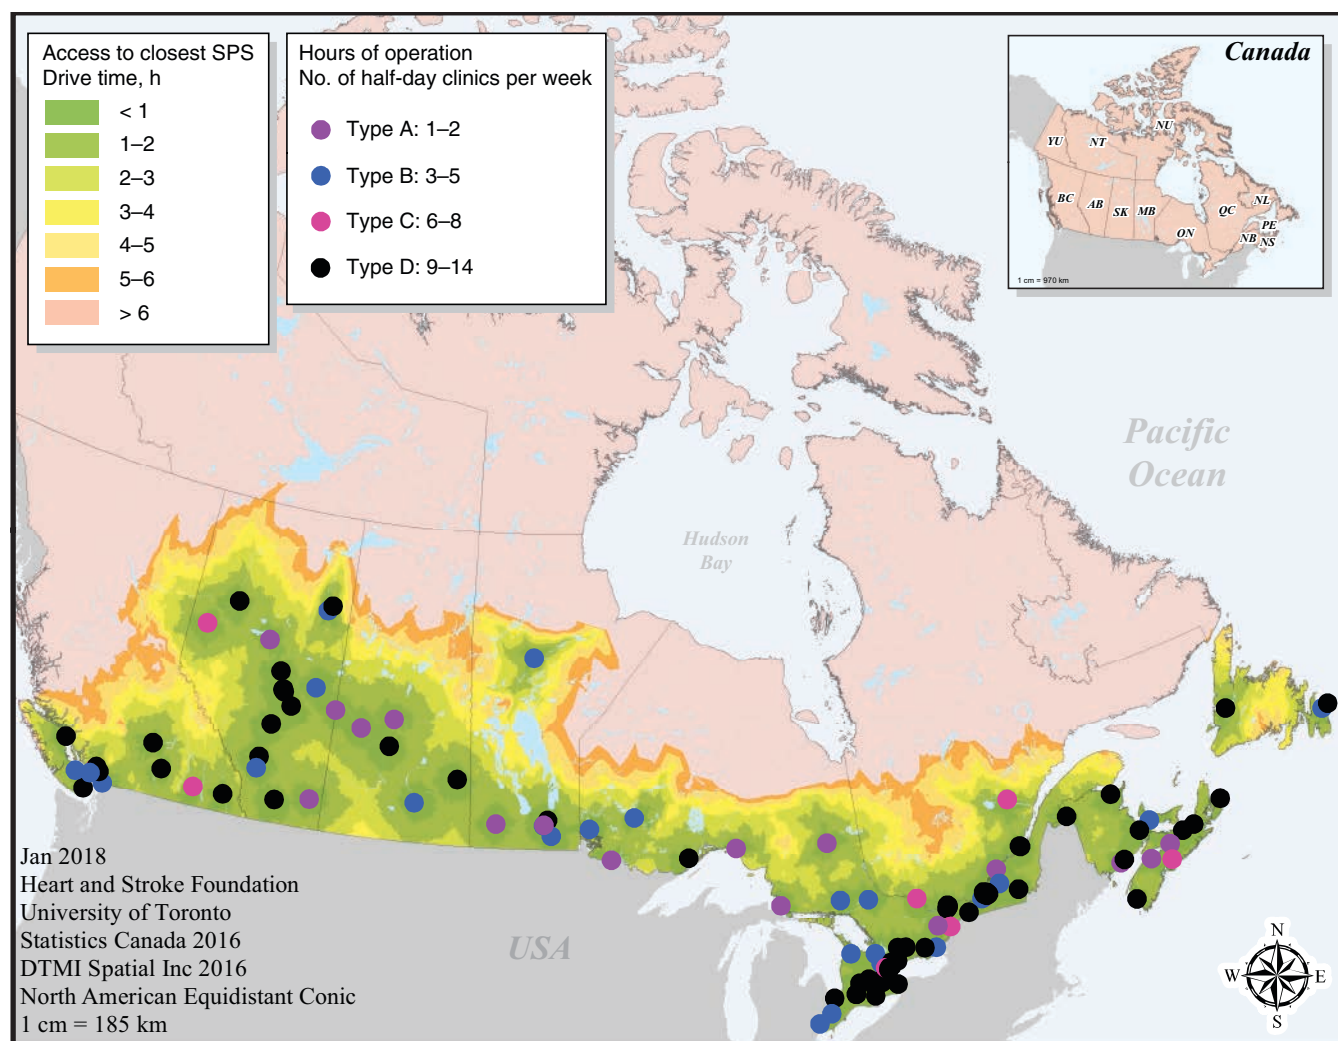 Access to closest SPS
Drive time, h
< 1
1–2
2–3
3–4
4–5
5–6
> 6
Hours of operation
No. of half-day clinics per week
Type A: 1–2
Type B: 3–5
Type C: 6–8
Type D: 9–14
Canada
NU
YU
NT
BC
AB
SK
MB
ON
QC
NL
PE
NB
NS
1 cm = 970 km
Pacific
Ocean
Hudson
Bay
USA
Jan 2018
Heart and Stroke Foundation
University of Toronto
Statistics Canada 2016
DTMI Spatial Inc 2016
North American Equidistant Conic
1 cm = 185 km
N
W
E
S